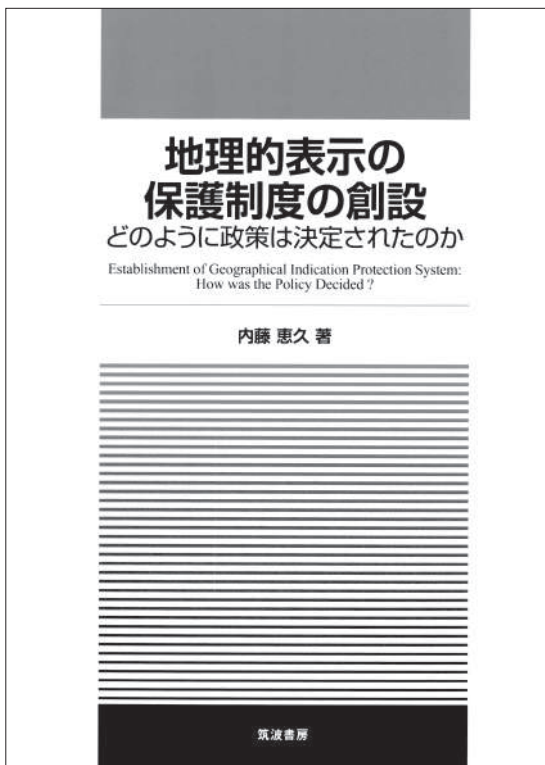 地理的表示の
保護制度の創設
どのように政策は決定されたのか
Establishment of Geographical Indication Protection System:
How was the Policy Decided ?
内藤 恵久 著
筑波書房